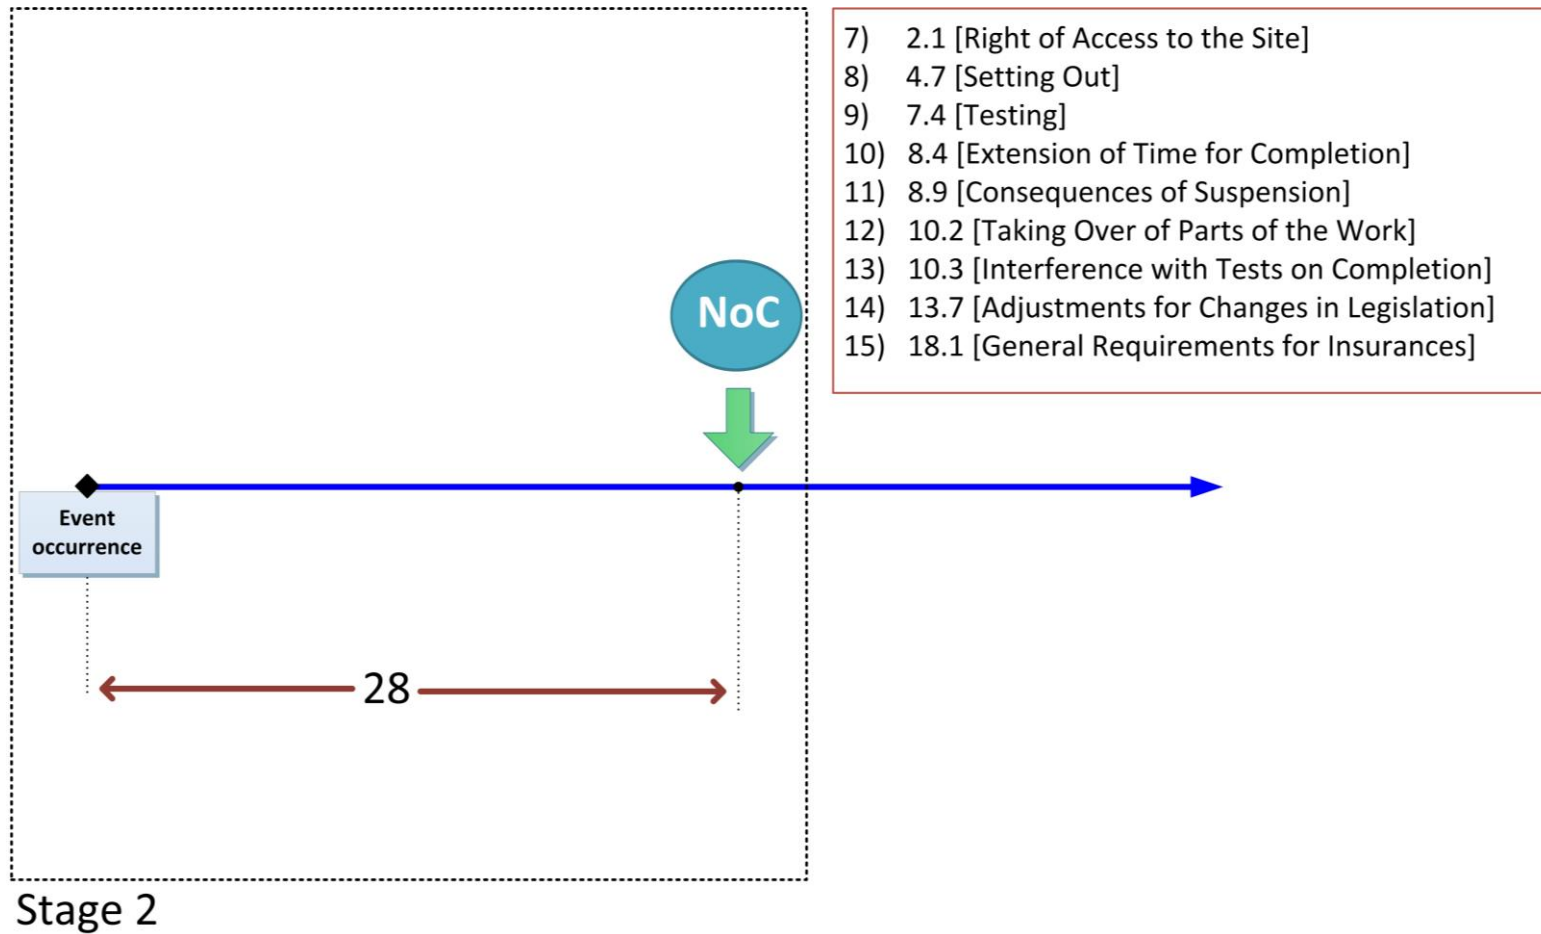 7) 2.1 [Right of Access to the Site]
8) 4.7 [Setting Out]
9) 7.4 [Testing]
10) 8.4 [Extension of Time for Completion]
11) 8.9 [Consequences of Suspension]
12) 10.2 [Taking Over of Parts of the Work]
13) 10.3 [Interference with Tests on Completion]
14) 13.7 [Adjustments for Changes in Legislation]
15) 18.1 [General Requirements for Insurances]
NoC
Event
occurrence
28
Stage 2